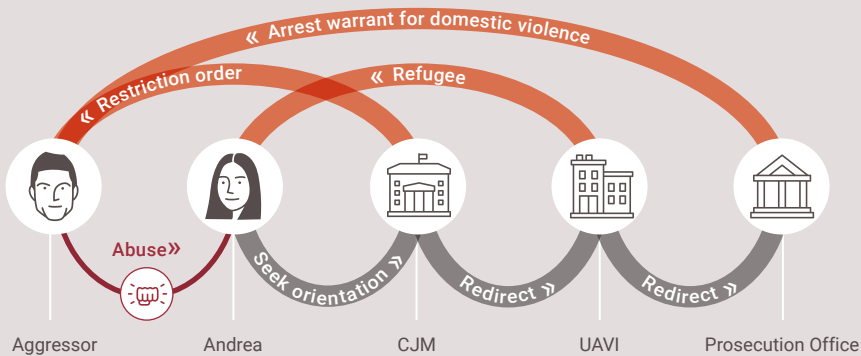 « Arrest warrant for domestic violence
« Restriction order
« Refugee
Abuse»
Seek orientation »
Redirect »
Redirect »
Aggressor
Andrea
CJM
UAVI
Prosecution Office